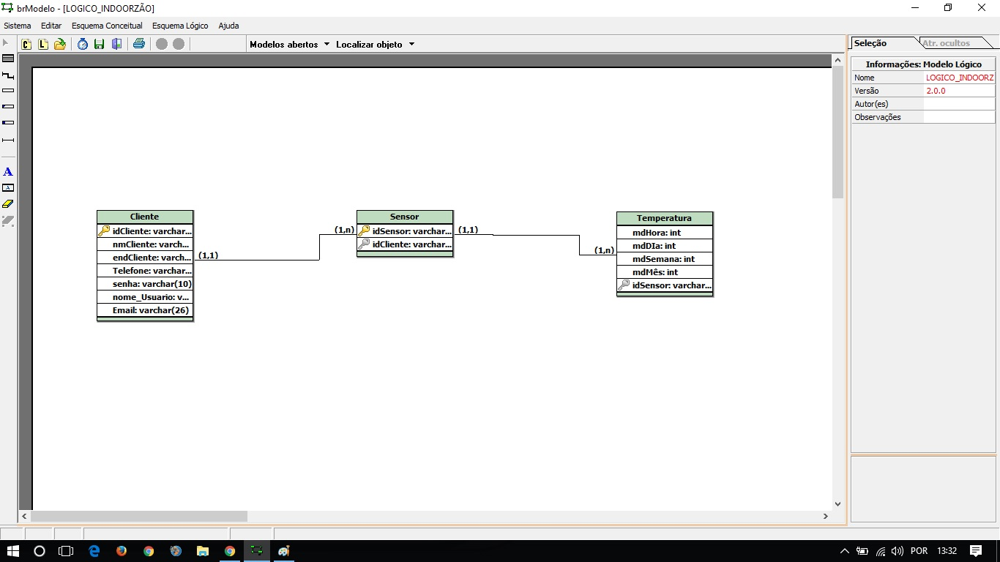 brModelo - [LOGICO_INDOORZÃO]
Sistema Editar Esquema Conceitual Esquema Lógico Ajuda
C L Modelos abertos Localizar objeto
Seleção Atr. ocultos
Informações: Modelo Lógico
Nome LOGICO_INDOORZ
Versão 2.0.0
Autor(es)
Observações
A
A
Cliente
idCliente: varchar...
nmCliente: varch...
endCliente: varch...
Telefone: varchar...
senha: varchar(10)
nome_Usuario: v...
Email: varchar(26)
(1,1)
(1,n)
Sensor
idSensor: varchar...
idCliente: varchar...
(1,1)
(1,n)
Temperatura
mdHora: int
mdDIa: int
mdSemana: int
mdMês: int
idSensor: varchar...
POR 13:32